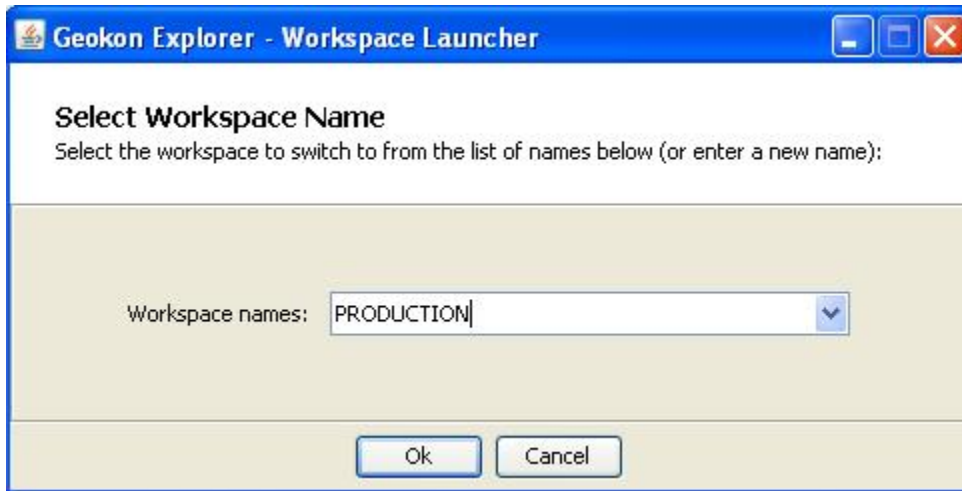 Geokon Explorer - Workspace Launcher
Select Workspace Name
Select the workspace to switch to from the list of names below (or enter a new name):
Workspace names: PRODUCTION
Ok Cancel